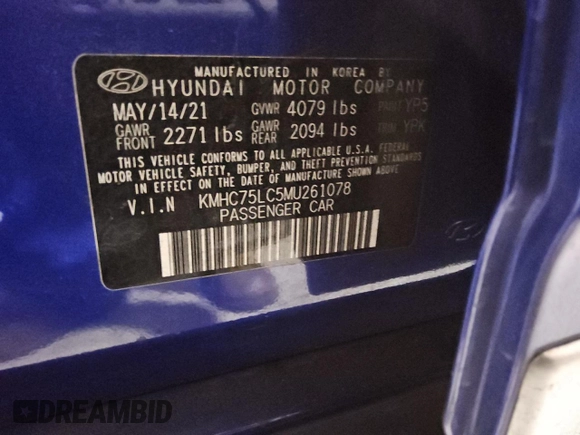 MANUFACTURED IN KOREA BY
HYUNDAI MOTOR COMPANY
MAY/14/21 GVWR 4079 lbs PAINT YP5
GAWR FRONT 2271 lbs GAWR REAR 2094 lbs TRIM YPK
THIS VEHICLE CONFORMS TO ALL APPLICABLE U.S.A. FEDERAL
MOTOR VEHICLE SAFETY, BUMPER, AND THEFT PREVENTION STANDARDS
IN EFFECT ON THE DATE OF MANUFACTURE SHOWN ABOVE
V.I.N KMHC75LC5MU261078
PASSENGER CAR
DREAMBID